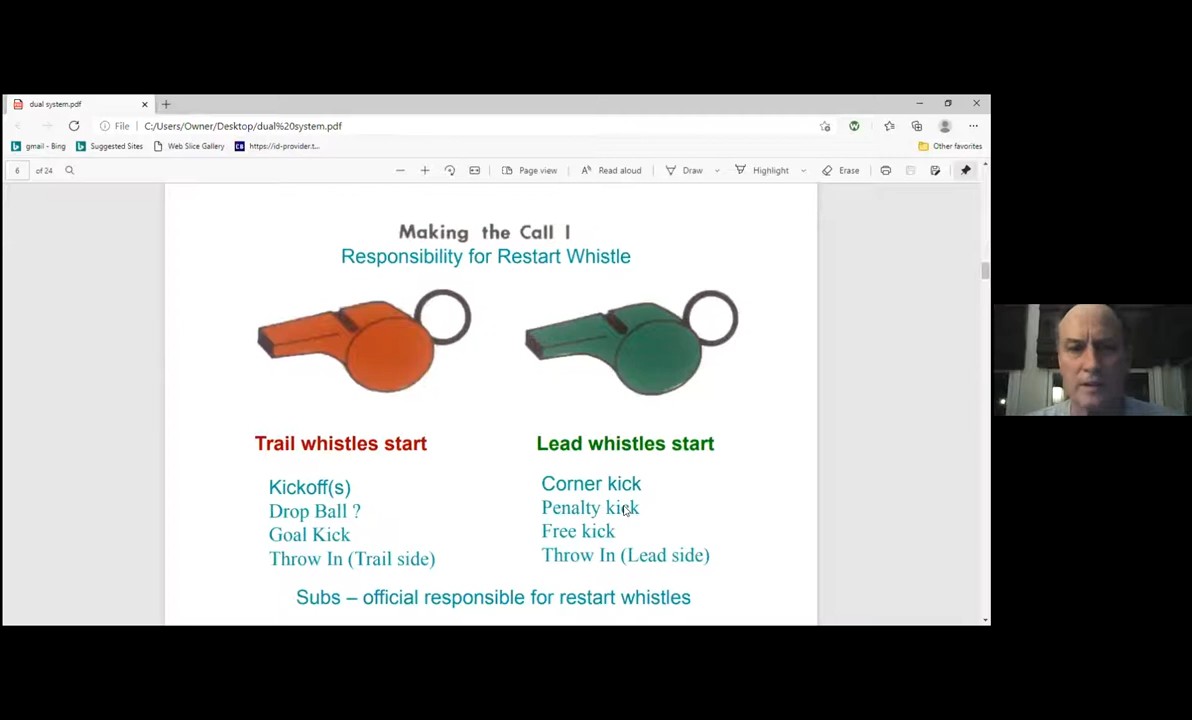 dual system.pdf
File
C:/Users/Owner/Desktop/dual%20system.pdf
gmail - Bing
Suggested Sites
Web Slice Gallery
https://id-provider.t...
Other favorites
6 of 24
Page view
Read aloud
Draw
Highlight
Erase
Making the Call I
Responsibility for Restart Whistle
Trail whistles start
Kickoff(s)
Drop Ball ?
Goal Kick
Throw In (Trail side)
Lead whistles start
Corner kick
Penalty kick
Free kick
Throw In (Lead side)
Subs – official responsible for restart whistles